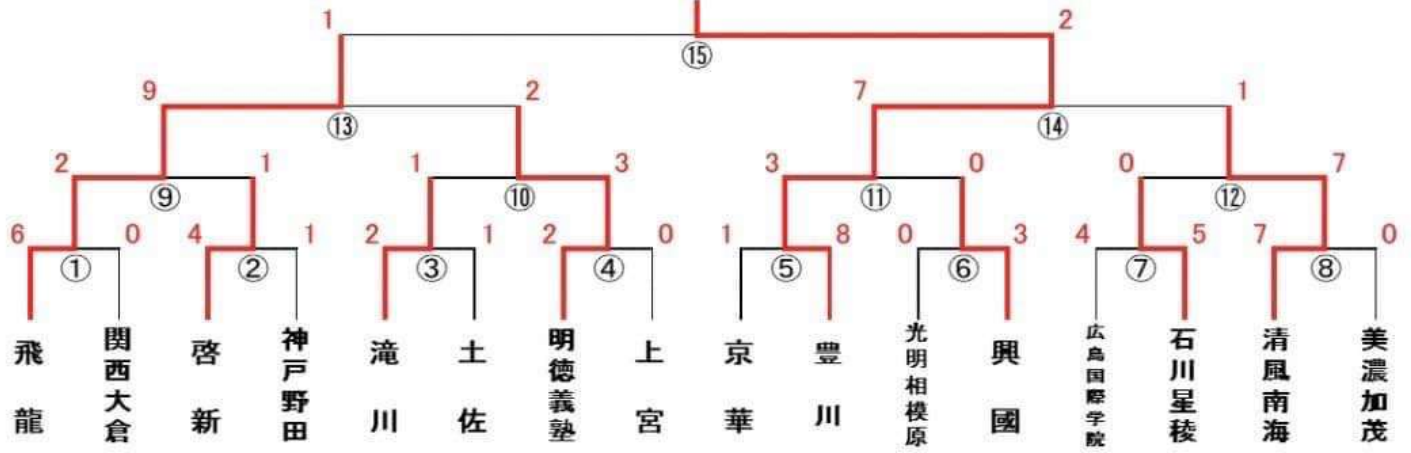 1 2
⑮
9 2 7 1
⑬ ⑭
2 1 1 3 3 0 0 7
⑨ ⑩ ⑪ ⑫
6 0 4 1 2 1 2 0 1 8 0 3 4 5 7 0
① ② ③ ④ ⑤ ⑥ ⑦ ⑧
飛龍
関西大倉
啓新
神戸野田
滝川
土佐
明徳義塾
上宮
京華
豊川
光明相模原
興國
広島国際学院
石川星稜
清風南海
美濃加茂